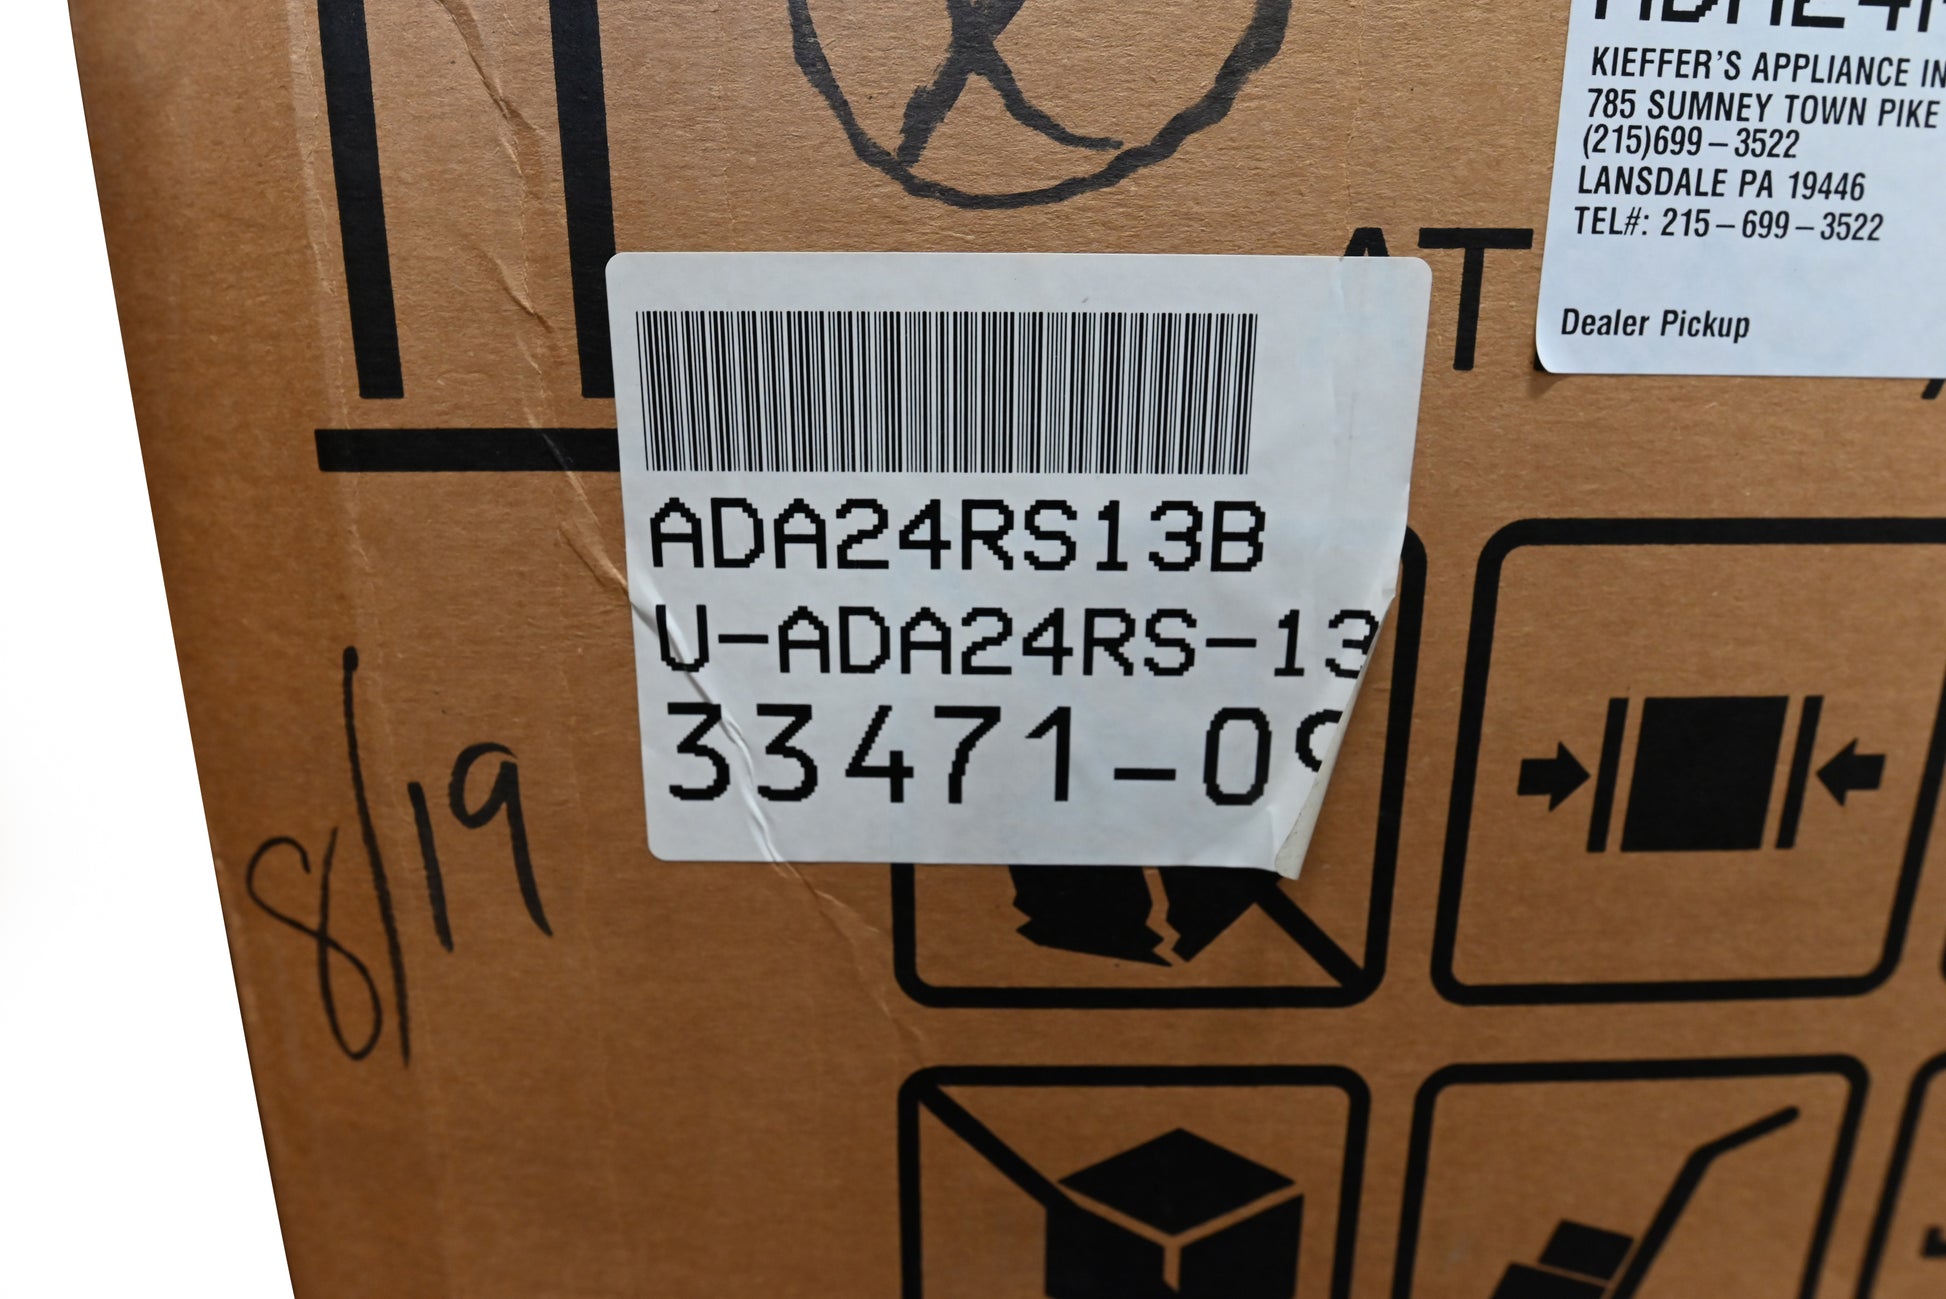 KIEFFER'S APPLIANCE IN
785 SUMNEY TOWN PIKE
(215)699-3522
LANSDALE PA 19446
TEL#: 215-699-3522
Dealer Pickup
ADA24RS13B
U-ADA24RS-13
33471-0
8/19